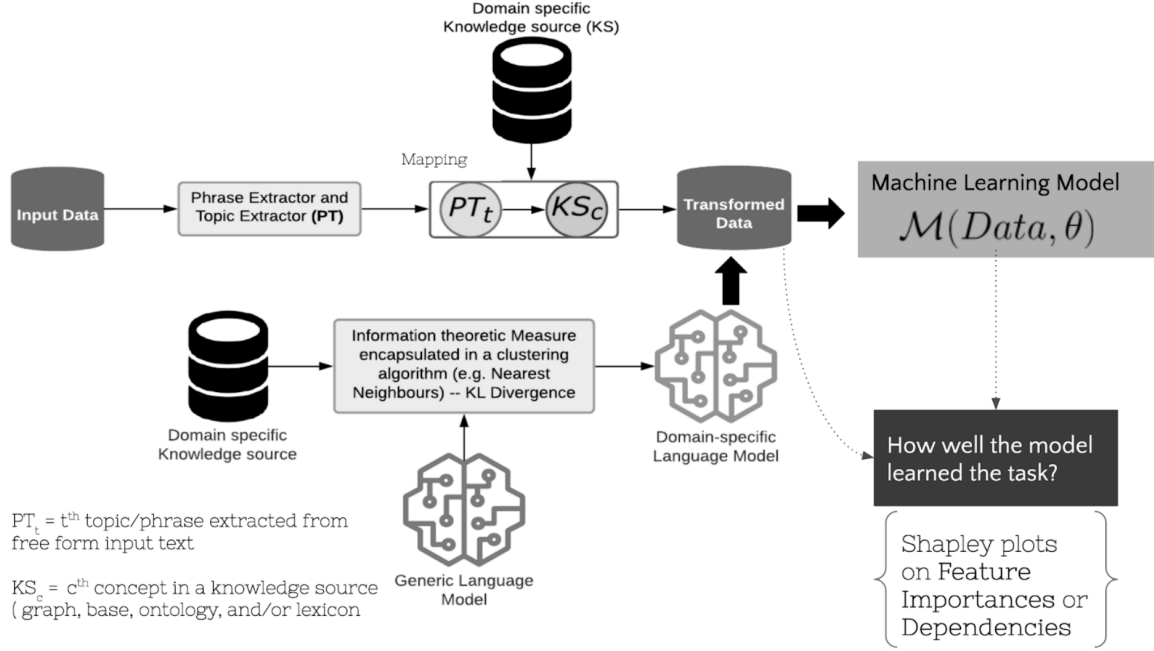 Domain specific
Knowledge source (KS)
Mapping
Input Data
Phrase Extractor and
Topic Extractor (PT)
PTt
KSc
Transformed
Data
Machine Learning Model
M(Data, θ)
Information theoretic Measure
encapsulated in a clustering
algorithm (e.g. Nearest
Neighbours) -- KL Divergence
Domain specific
Knowledge source
Domain-specific
Language Model
How well the model
learned the task?
Generic Language
Model
PTt = tth topic/phrase extracted from
free form input text
KSc = cth concept in a knowledge source
( graph, base, ontology, and/or lexicon
Shapley plots
on Feature
Importances or
Dependencies